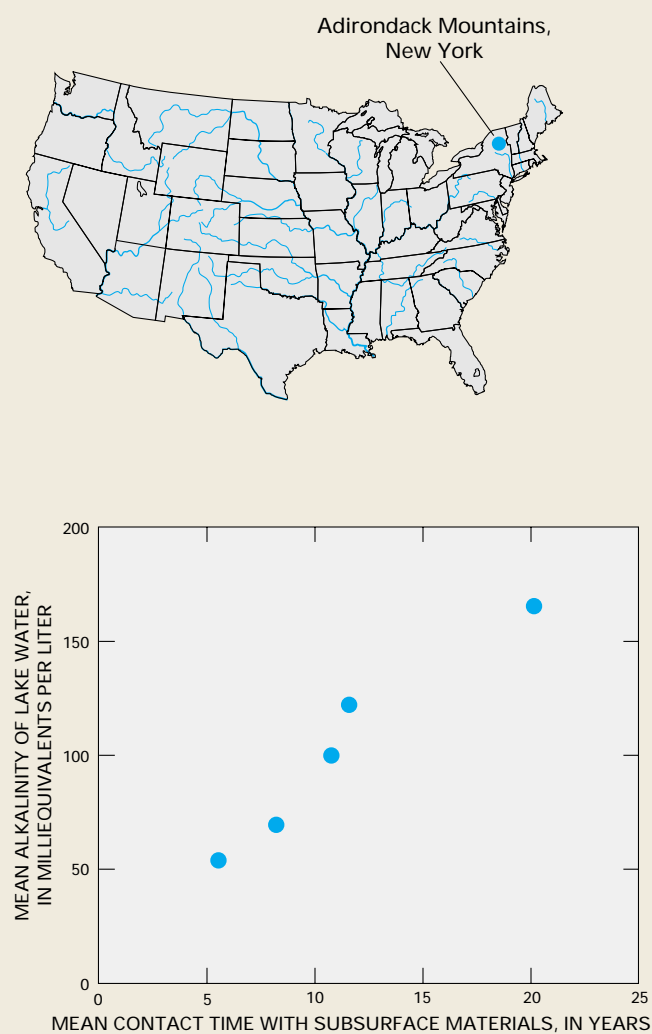 Adirondack Mountains,
New York
200
150
100
50
0
MEAN ALKALINITY OF LAKE WATER,
IN MILLIEQUIVALENTS PER LITER
0 5 10 15 20 25
MEAN CONTACT TIME WITH SUBSURFACE MATERIALS, IN YEARS